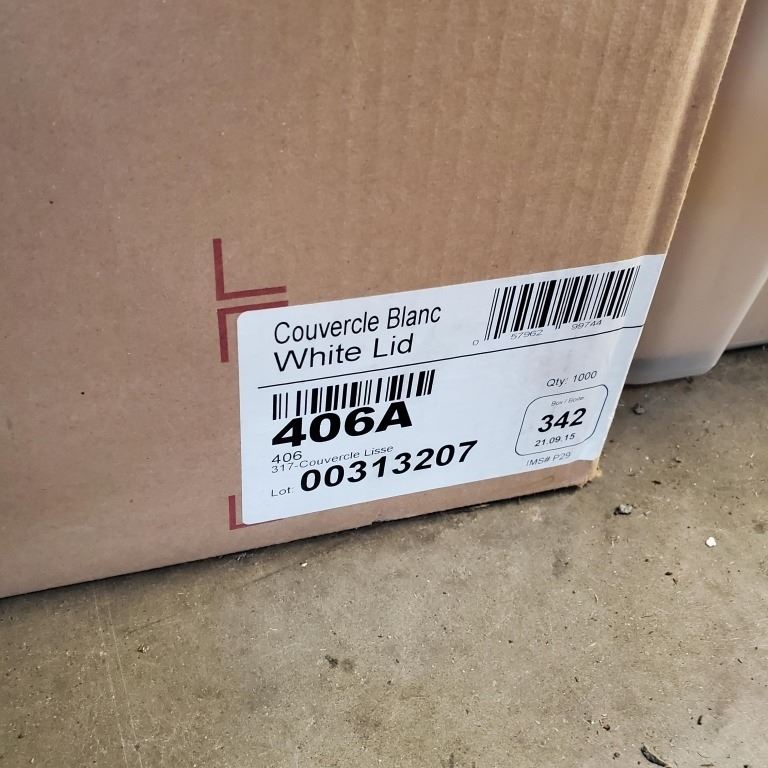 Couvercle Blanc
White Lid
0 57962 99744
406A
406
317-Couvercle Lisse
Lot: 00313207
Qty: 1000
Box / Boite
342
21.09.15
IMS# P29